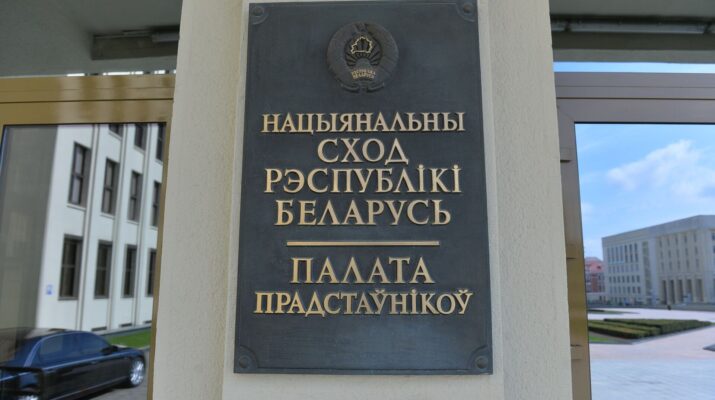 НАЦЫЯНАЛЬНЫ
СХОД
РЭСПУБЛІКІ
БЕЛАРУСЬ
ПАЛАТА
ПРАДСТАЎНІКОЎ